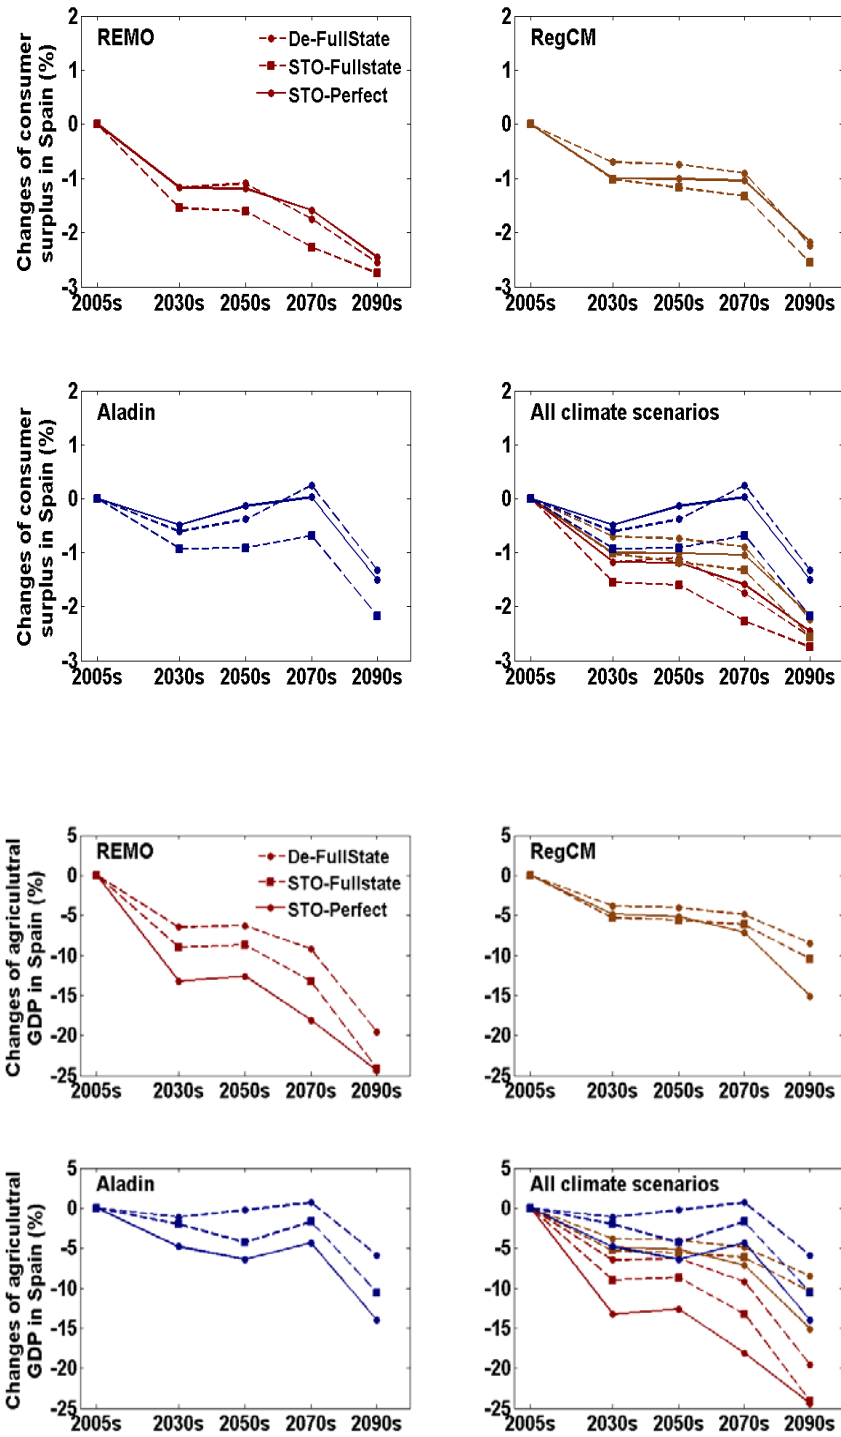 Changes of consumer
surplus in Spain (%)
2
1
0
-1
-2
-3
REMO
De-FullState
STO-Fullstate
STO-Perfect
2005s 2030s 2050s 2070s 2090s
2
1
0
-1
-2
-3
RegCM
2005s 2030s 2050s 2070s 2090s
Changes of consumer
surplus in Spain (%)
2
1
0
-1
-2
-3
Aladin
2005s 2030s 2050s 2070s 2090s
2
1
0
-1
-2
-3
All climate scenarios
2005s 2030s 2050s 2070s 2090s
Changes of agriculutral
GDP in Spain (%)
5
0
-5
-10
-15
-20
-25
REMO
De-FullState
STO-Fullstate
STO-Perfect
2005s 2030s 2050s 2070s 2090s
5
0
-5
-10
-15
-20
-25
RegCM
2005s 2030s 2050s 2070s 2090s
Changes of agriculutral
GDP in Spain (%)
5
0
-5
-10
-15
-20
-25
Aladin
2005s 2030s 2050s 2070s 2090s
5
0
-5
-10
-15
-20
-25
All climate scenarios
2005s 2030s 2050s 2070s 2090s